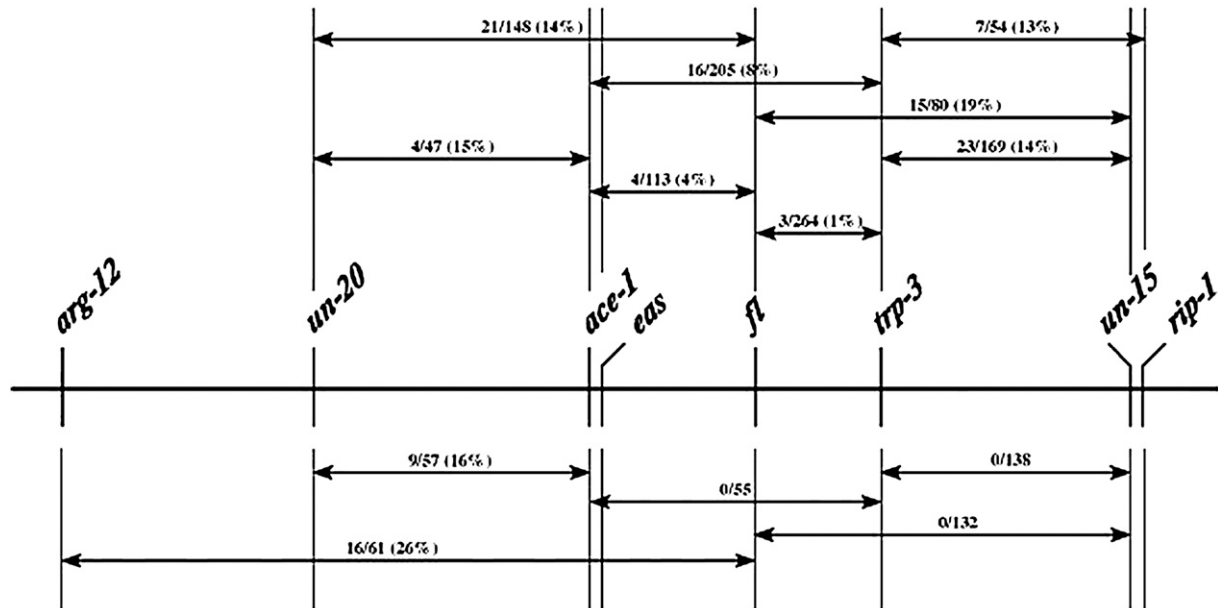 21/148 (14%)
7/54 (13%)
16/205 (8%)
15/80 (19%)
4/47 (15%)
23/169 (14%)
4/113 (4%)
3/264 (1%)
arg-12
un-20
ace-1
eas
fl
trp-3
un-15
rip-1
9/57 (16%)
0/138
0/55
0/132
16/61 (26%)